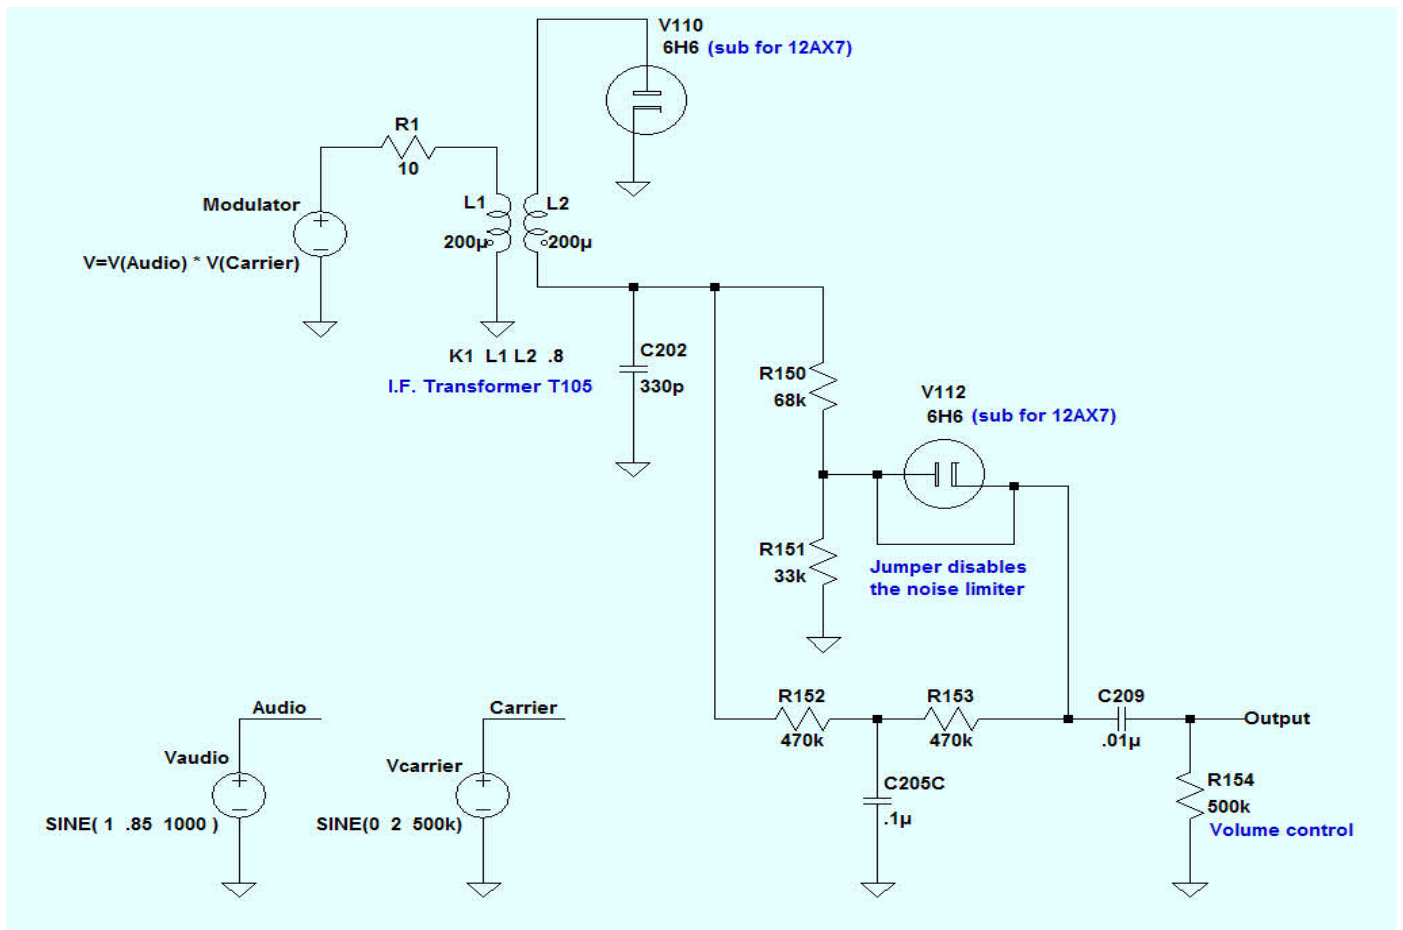 V110
6H6 (sub for 12AX7)
R1
10
Modulator
V=V(Audio) * V(Carrier)
L1
L2
200µ
200µ
K1 L1 L2 .8
I.F. Transformer T105
C202
330p
R150
68k
V112
6H6 (sub for 12AX7)
R151
33k
Jumper disables
the noise limiter
R152
470k
R153
470k
C209
.01µ
Output
C205C
.1µ
R154
500k
Volume control
Audio
Vaudio
SINE( 1 .85 1000 )
Carrier
Vcarrier
SINE(0 2 500k)